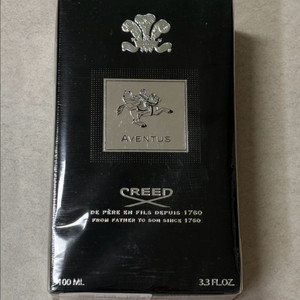 AVENTUS
CREED
DE PÈRE EN FILS DEPUIS 1760
FROM FATHER TO SON SINCE 1760
100 ML 3.3 FL.OZ.